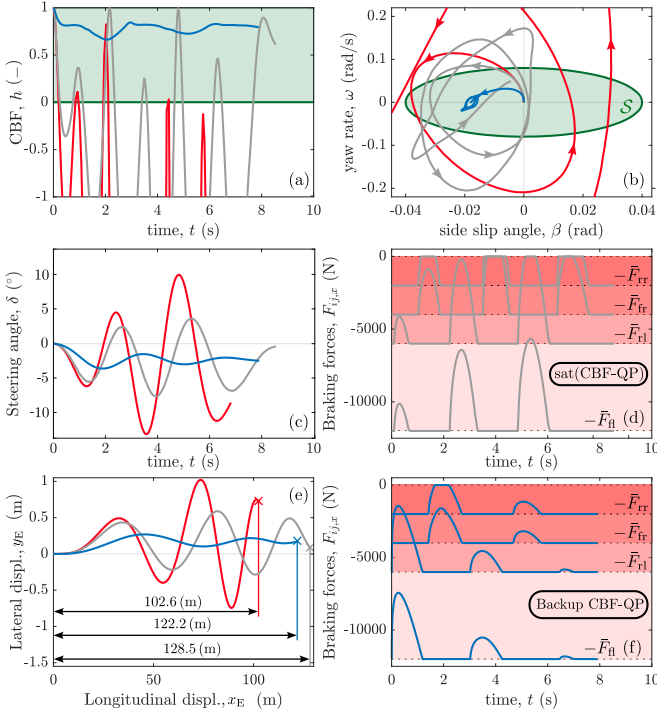 CBF, h (−)
1
0.5
0
-0.5
-1
(a)
0 2 4 6 8 10
time, t (s)
yaw rate, ω (rad/s)
0.2
0.1
0
-0.1
-0.2
S
(b)
-0.04 -0.02 0 0.02 0.04
side slip angle, β (rad)
Steering angle, δ (°)
10
5
0
-5
-10
(c)
0 2 4 6 8 10
time, t (s)
Braking forces, F_{ij,x} (N)
0
-5000
-10000
−F̄_rr
−F̄_fr
−F̄_rl
sat(CBF-QP)
−F̄_fl (d)
0 2 4 6 8 10
time, t (s)
Lateral displ., y_E (m)
1
0.5
0
-0.5
-1
-1.5
(e)
102.6 (m)
122.2 (m)
128.5 (m)
0 50 100
Longitudinal displ., x_E (m)
Braking forces, F_{ij,x} (N)
0
-5000
-10000
−F̄_rr
−F̄_fr
−F̄_rl
Backup CBF-QP
−F̄_fl (f)
0 2 4 6 8 10
time, t (s)